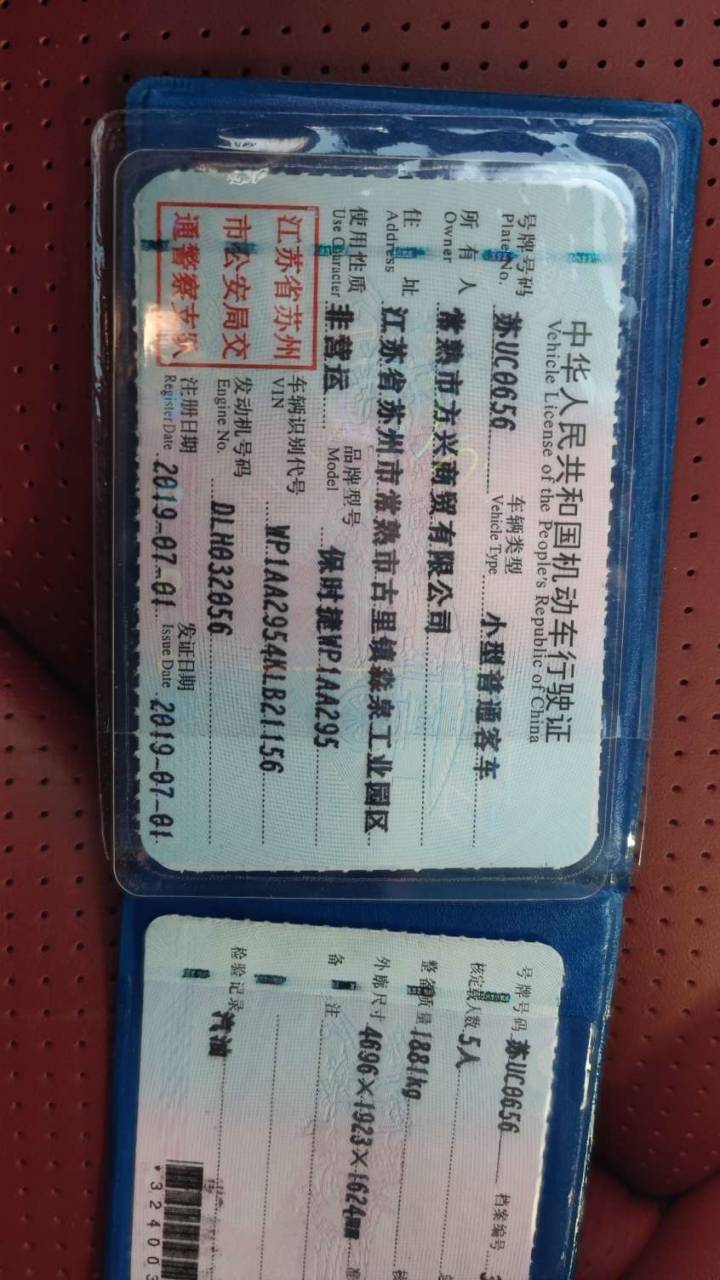 中华人民共和国机动车行驶证
Vehicle License of the People's Republic of China
号牌号码 苏UC0656 车辆类型 小型普通客车
Plate No. Vehicle Type
所有人 常熟市方兴商贸有限公司
Owner
住址 江苏省苏州市常熟市古里镇淼泉工业园区
Address
使用性质 非营运 品牌型号 保时捷WP1AA295
Use Character Model
江苏省苏州
市公安局交
通警察支队
车辆识别代号 WP1AA2954KLB21156
VIN
发动机号码 DLH032056
Engine No.
注册日期 2019-07-01 发证日期 2019-07-01
Register Date Issue Date
号牌号码 苏UC0656 档案编号
核定载人数 5人
整备质量 1881kg
外廓尺寸 4696×1923×1624mm
备注
检验记录 汽油
*32400